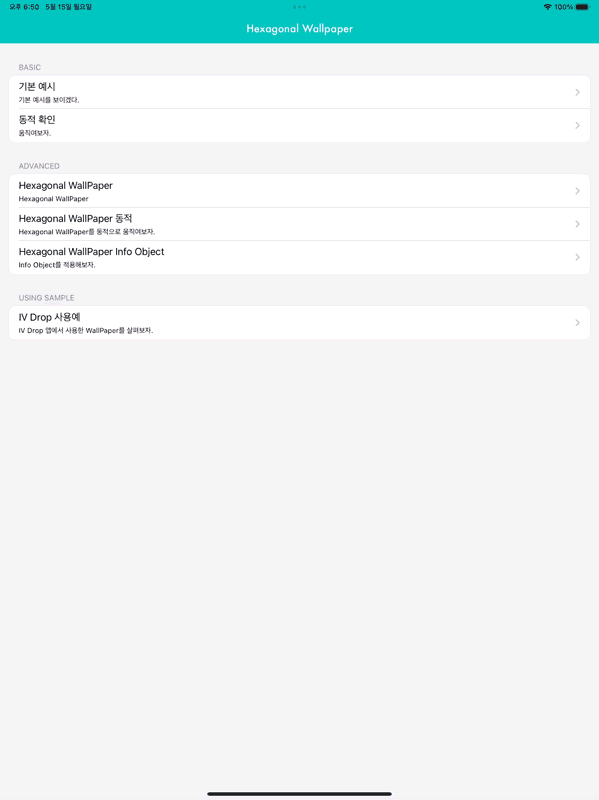 오후 6:50 5월 15일 월요일 100%
Hexagonal Wallpaper
BASIC
기본 예시
기본 예시를 보이겠다.
동적 확인
움직여보자.
ADVANCED
Hexagonal WallPaper
Hexagonal WallPaper
Hexagonal WallPaper 동적
Hexagonal WallPaper를 동적으로 움직여보자.
Hexagonal WallPaper Info Object
Info Object를 적용해보자.
USING SAMPLE
IV Drop 사용예
IV Drop 앱에서 사용한 WallPaper를 살펴보자.